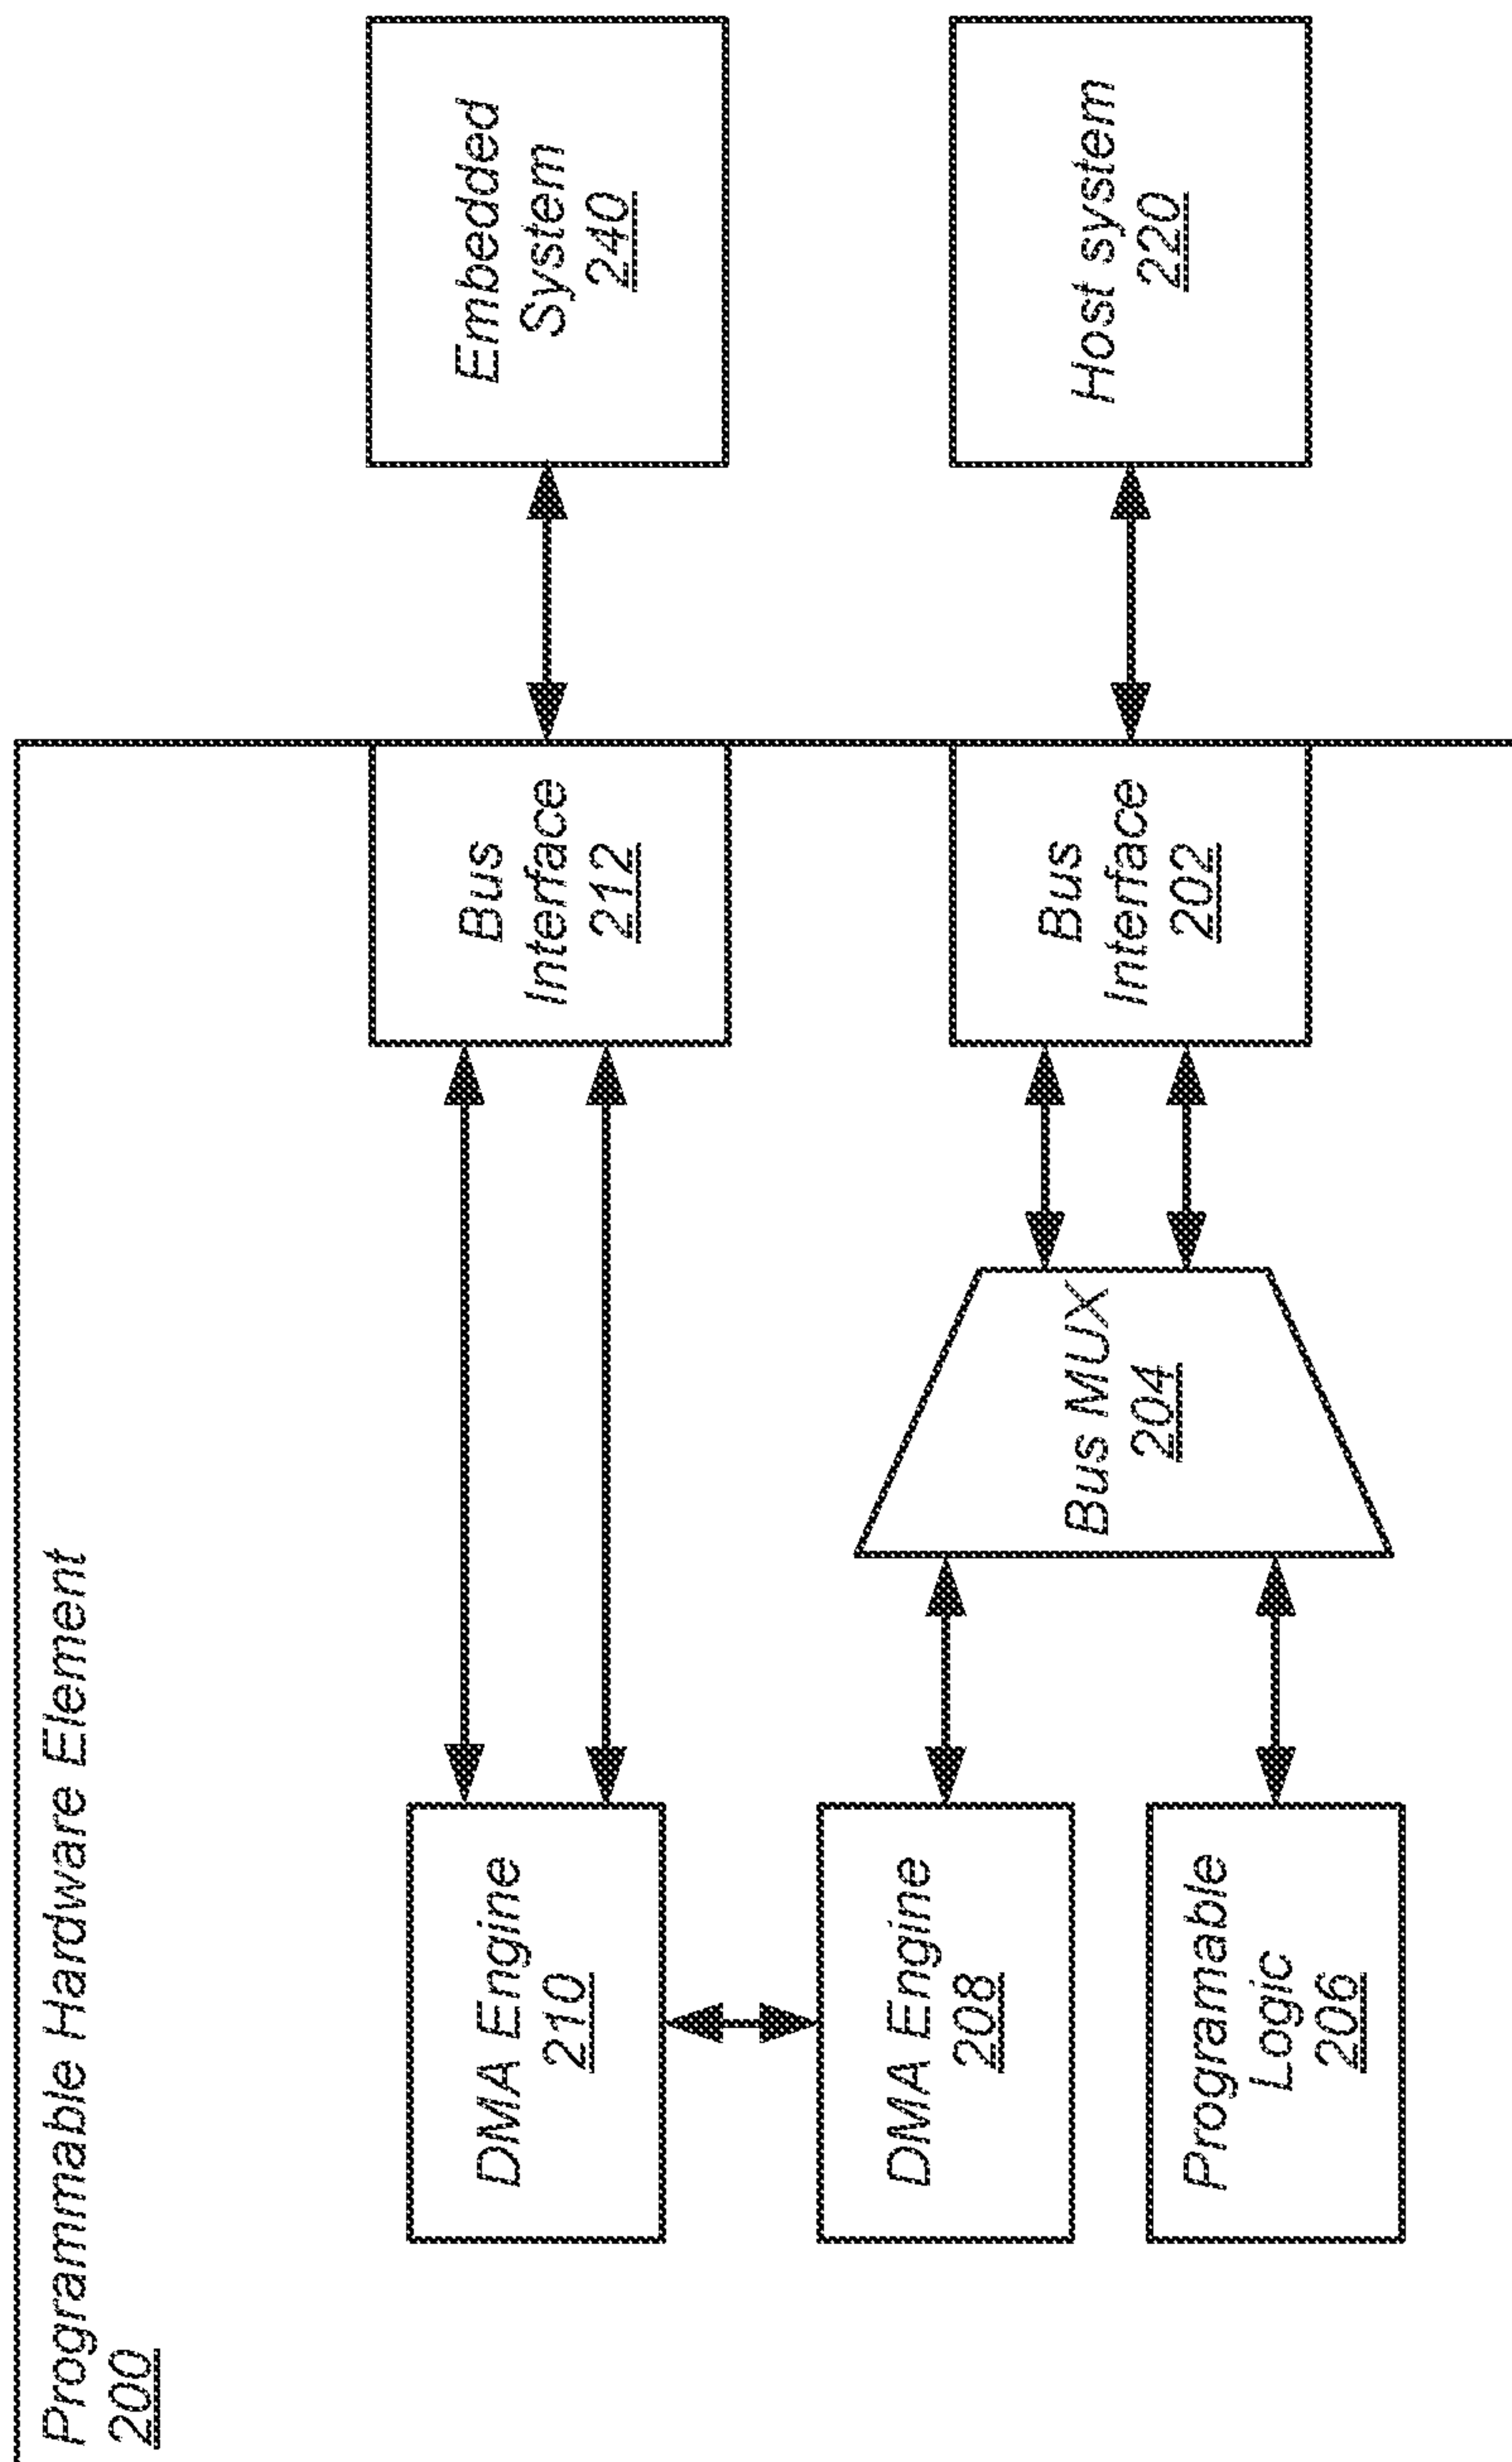 Programmable Hardware Element
200
DMA Engine
210
Bus
Interface
212
Embedded
System
240
DMA Engine
208
Programable
Logic
206
Bus MUX
204
Bus
Interface
202
Host system
220